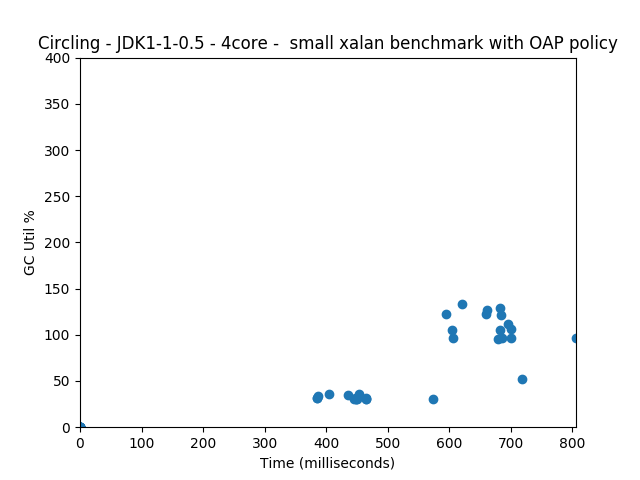 Circling - JDK1-1-0.5 - 4core -  small xalan benchmark with OAP policy
400
350
300
250
200
150
100
50
0
GC Util %
0 100 200 300 400 500 600 700 800
Time (milliseconds)